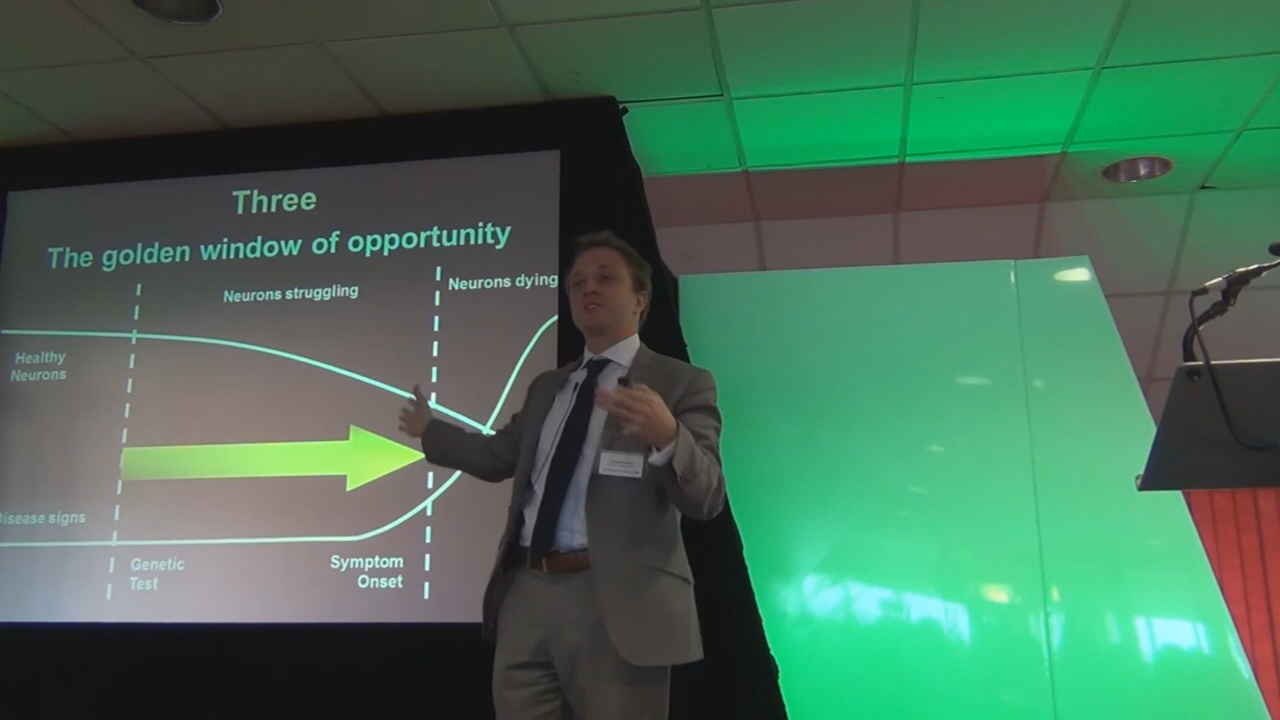 Three
The golden window of opportunity
Neurons struggling
Neurons dying
Healthy
Neurons
Disease signs
Genetic
Test
Symptom
Onset